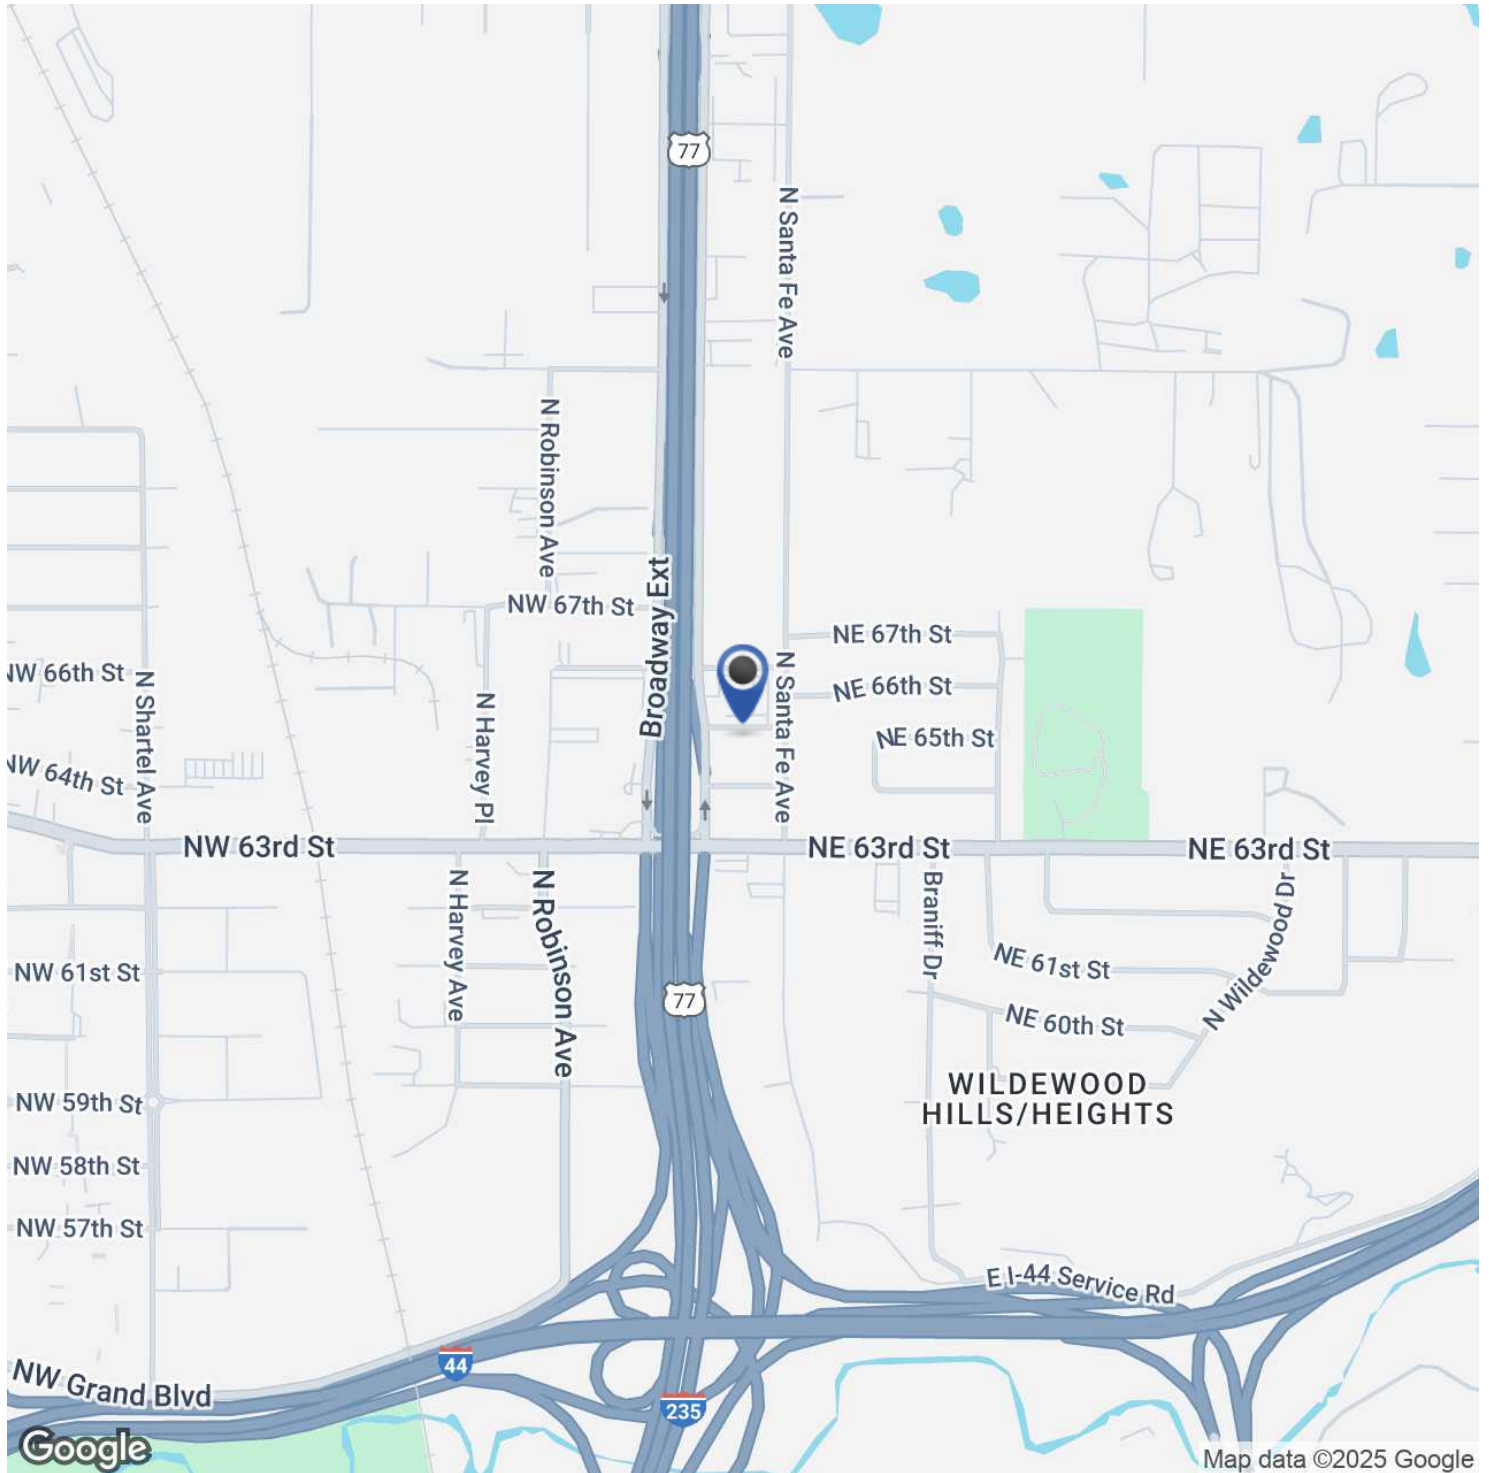 77
N Santa Fe Ave
N Robinson Ave
Broadway Ext
NW 67th St
NE 67th St
NW 66th St
N Shartel Ave
N Harvey Pl
N Santa Fe Ave
NE 66th St
NE 65th St
NW 64th St
NW 63rd St
NE 63rd St
NE 63rd St
N Harvey Ave
N Robinson Ave
Braniff Dr
N Wildewood Dr
NW 61st St
NE 61st St
77
NE 60th St
WILDEWOOD
HILLS/HEIGHTS
NW 59th St
NW 58th St
NW 57th St
E I-44 Service Rd
44
NW Grand Blvd
235
Google
Map data ©2025 Google